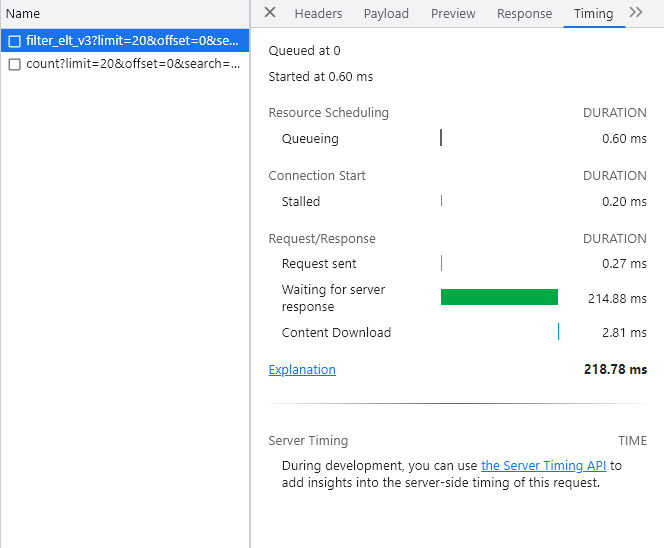 Name
filter_elt_v3?limit=20&offset=0&se...
count?limit=20&offset=0&search=...
Headers Payload Preview Response Timing
Queued at 0
Started at 0.60 ms
Resource Scheduling DURATION
Queueing 0.60 ms
Connection Start DURATION
Stalled 0.20 ms
Request/Response DURATION
Request sent 0.27 ms
Waiting for server
response 214.88 ms
Content Download 2.81 ms
Explanation 218.78 ms
Server Timing TIME
During development, you can use the Server Timing API to
add insights into the server-side timing of this request.